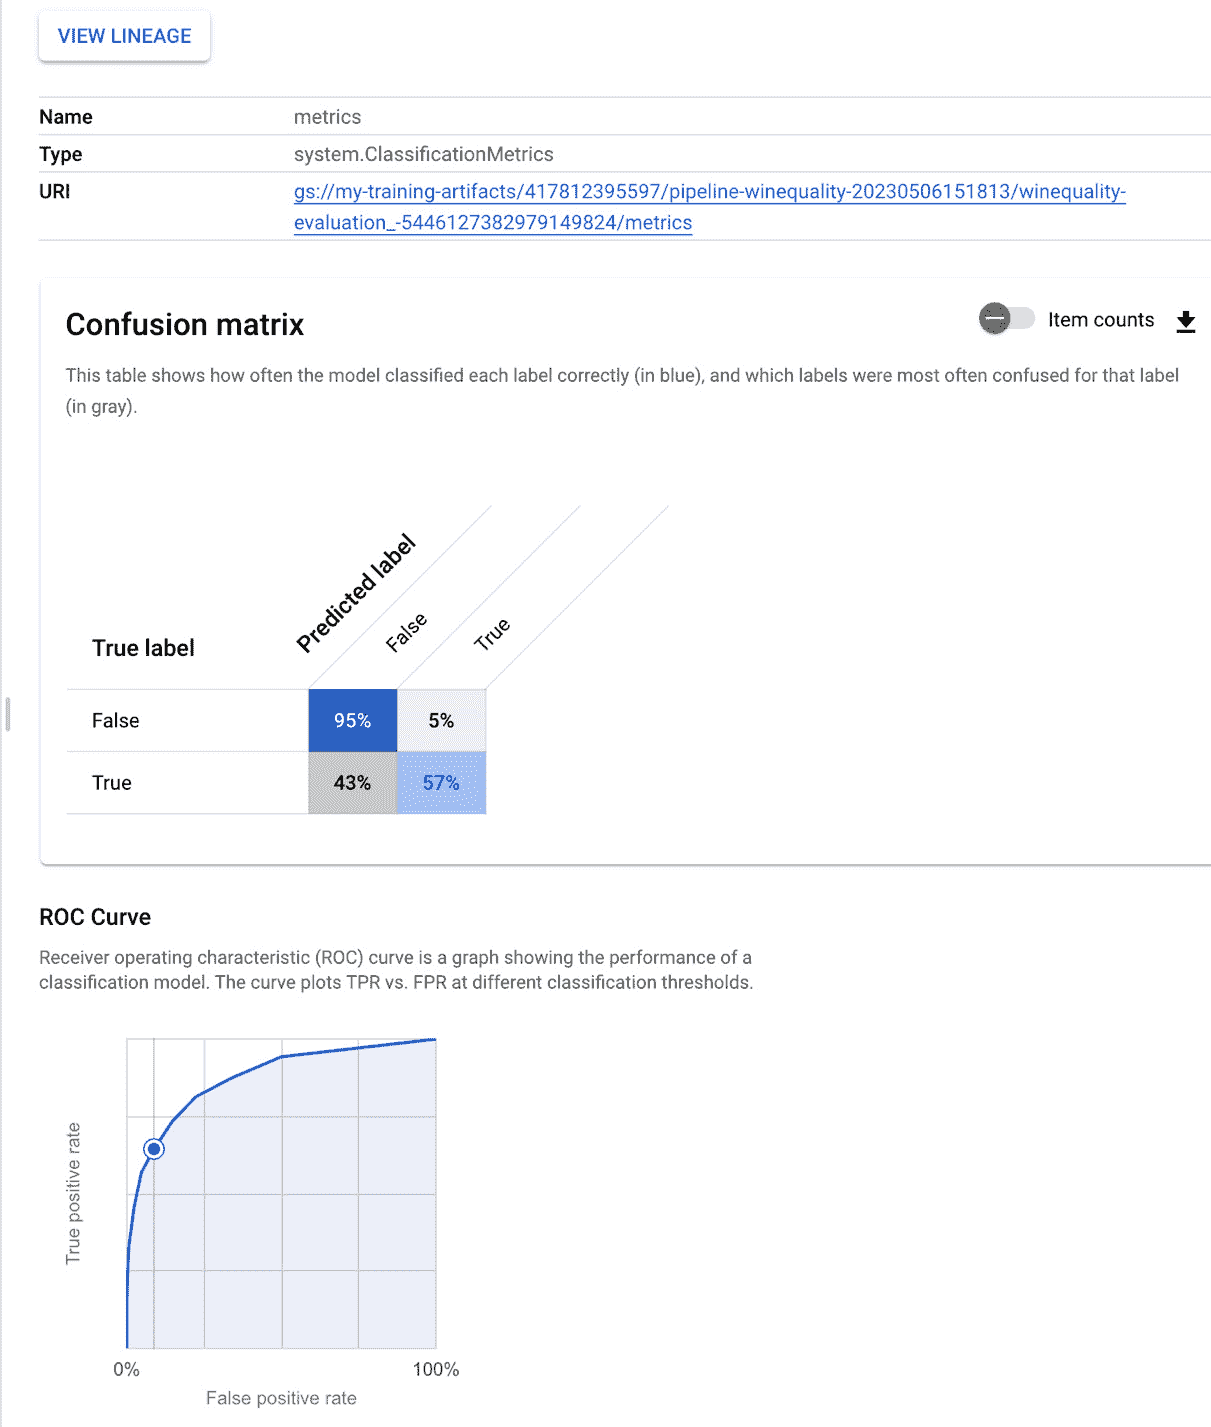 VIEW LINEAGE
Name metrics
Type system.ClassificationMetrics
URI gs://my-training-artifacts/417812395597/pipeline-winequality-20230506151813/winequality-
evaluation_-5446127382979149824/metrics
Confusion matrix
Item counts
This table shows how often the model classified each label correctly (in blue), and which labels were most often confused for that label
(in gray).
Predicted label
False
True
True label
False 95% 5%
True 43% 57%
ROC Curve
Receiver operating characteristic (ROC) curve is a graph showing the performance of a
classification model. The curve plots TPR vs. FPR at different classification thresholds.
True positive rate
0% 100%
False positive rate